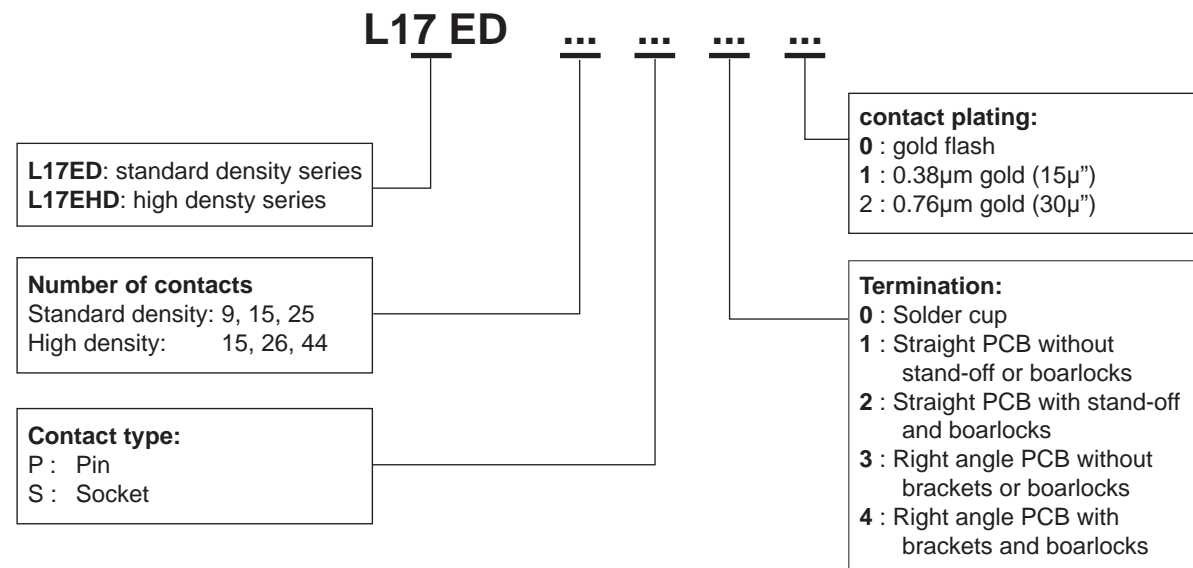 L17 ED ... ... ... ...
L17ED: standard density series
L17EHD: high densty series
Number of contacts
Standard density: 9, 15, 25
High density: 15, 26, 44
Contact type:
P : Pin
S : Socket
contact plating:
0 : gold flash
1 : 0.38µm gold (15µ”)
2 : 0.76µm gold (30µ”)
Termination:
0 : Solder cup
1 : Straight PCB without
stand-off or boarlocks
2 : Straight PCB with stand-off
and boarlocks
3 : Right angle PCB without
brackets or boarlocks
4 : Right angle PCB with
brackets and boarlocks